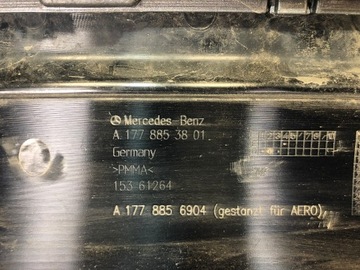 Mercedes-Benz
A 177 885 38 01
Germany
>PMMA<
153 61264
A 177 885 6904 (gestanzt für AERO)